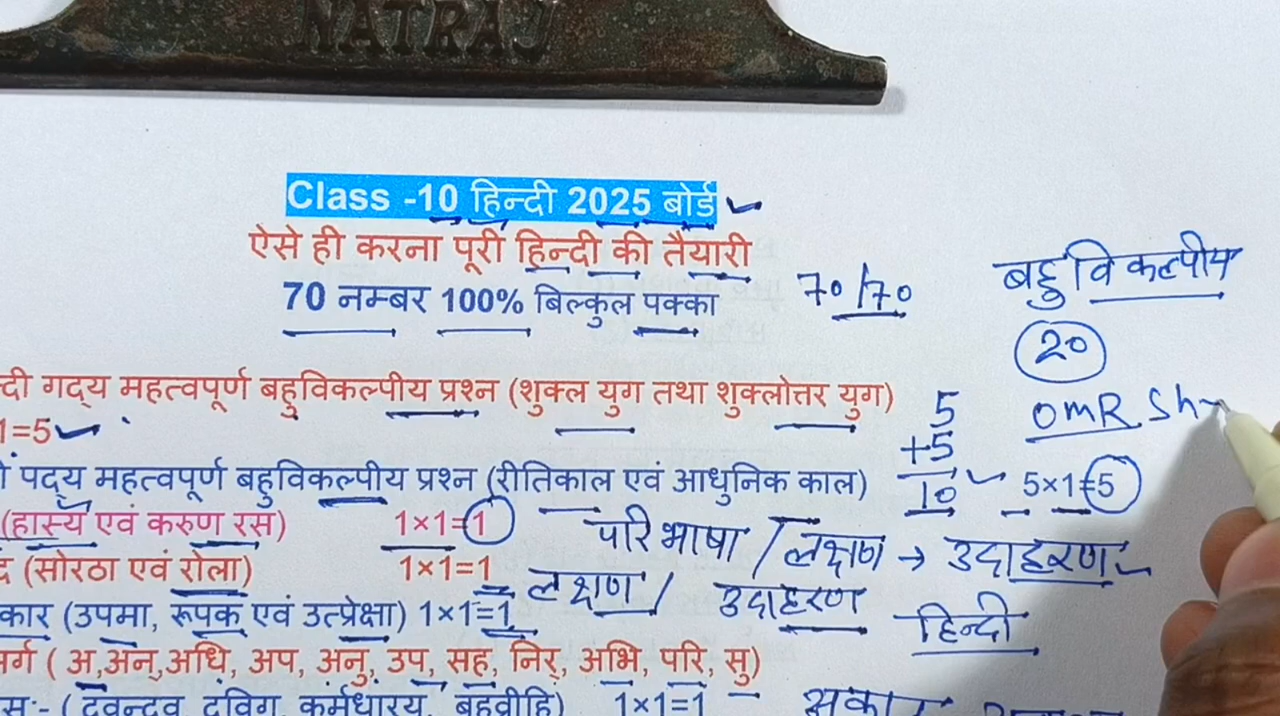 NATRAJ
Class -10 हिन्दी 2025 बोर्ड
ऐसे ही करना पूरी हिन्दी की तैयारी
70 नम्बर 100% बिल्कुल पक्का
70/70
बहुविकल्पीय
20
दी गद्य महत्वपूर्ण बहुविकल्पीय प्रश्न (शुक्ल युग तथा शुक्लोत्तर युग)
5
OMR Sh
1=5
+5
पद्य महत्वपूर्ण बहुविकल्पीय प्रश्न (रीतिकाल एवं आधुनिक काल)
10
5×1=5
(हास्य एवं करुण रस) 1×1=1
परिभाषा / लक्षण → उदाहरण
द (सोरठा एवं रोला) 1×1=1
लक्षण / उदाहरण
हिन्दी
कार (उपमा, रूपक एवं उत्प्रेक्षा) 1×1=1
सर्ग ( अ,अन्,अधि, अप, अनु, उप, सह, निर्, अभि, परि, सु)
स:- ( द्वन्द्व, द्विगु, कर्मधारय, बहुव्रीहि) 1×1=1